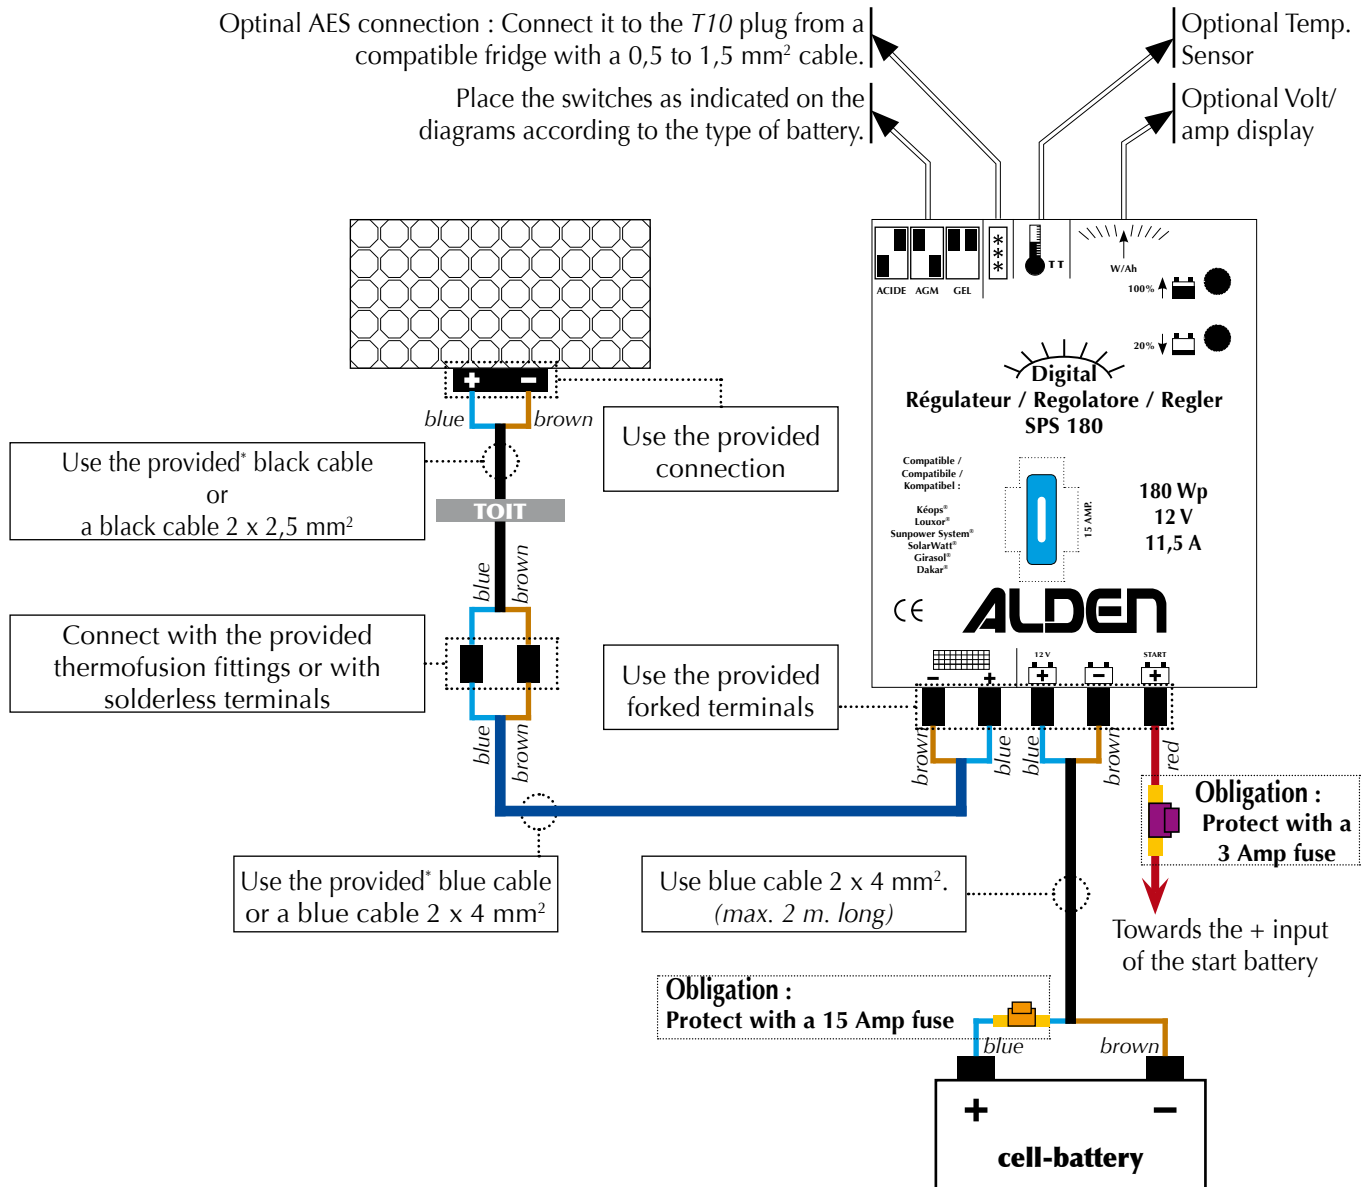 Optinal AES connection : Connect it to the T10 plug from a
compatible fridge with a 0,5 to 1,5 mm² cable.
Place the switches as indicated on the
diagrams according to the type of battery.
Optional Temp.
Sensor
Optional Volt/
amp display
ACIDE AGM GEL
***
T T
W/Ah
100%
20%
Digital
Régulateur / Regolatore / Regler
SPS 180
Compatible /
Compatibile /
Kompatibel :
Kéops®
Louxor®
Sunpower System®
SolarWatt®
Girasol®
Dakar®
15 AMP.
180 Wp
12 V
11,5 A
CE
ALDEN
12 V
START
- + + - +
+ -
blue brown
Use the provided
connection
Use the provided* black cable
or
a black cable 2 x 2,5 mm²
TOIT
blue brown
Connect with the provided
thermofusion fittings or with
solderless terminals
blue brown
Use the provided
forked terminals
brown blue blue brown red
Obligation :
Protect with a
3 Amp fuse
Use the provided* blue cable
or a blue cable 2 x 4 mm²
Use blue cable 2 x 4 mm².
(max. 2 m. long)
Towards the + input
of the start battery
Obligation :
Protect with a 15 Amp fuse
blue brown
+ -
cell-battery